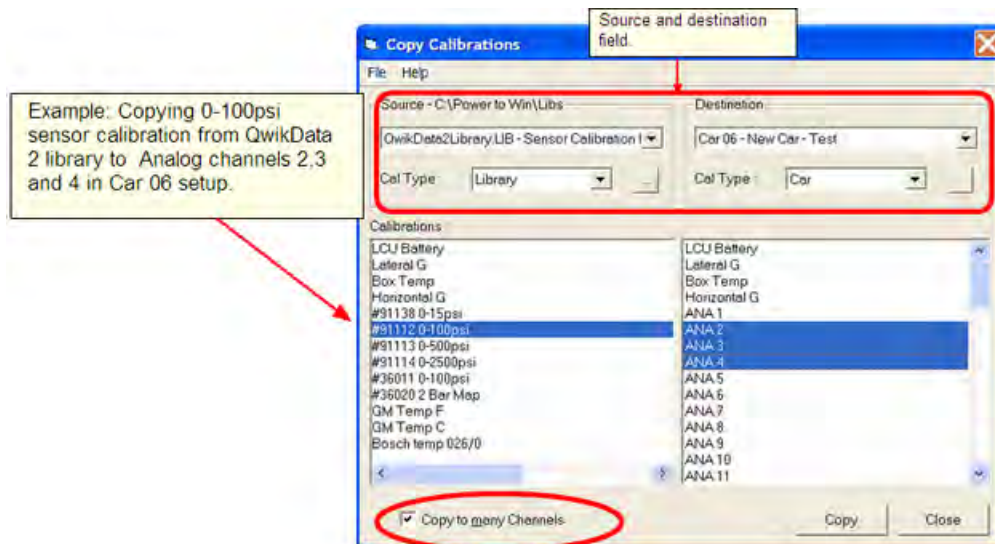 Source and destination
field.
Copy Calibrations
File Help
Example: Copying 0-100psi
sensor calibration from QwikData
2 library to Analog channels 2,3
and 4 in Car 06 setup.
Source - C:\Power to Win\Libs
QwikData2Library.LIB - Sensor Calibration
Cal Type : Library ...
Destination
Car 06 - New Car - Test
Cal Type : Car
Calibrations
LCU Battery
Lateral G
Box Temp
Horizontal G
#91138 0-15psi
#91112 0-100psi
#91113 0-500psi
#91114 0-2500psi
#36011 0-100psi
#36020 2 Bar Map
GM Temp F
GM Temp C
Bosch temp 026/0
LCU Battery
Lateral G
Box Temp
Horizontal G
ANA 1
ANA 2
ANA 3
ANA 4
ANA 5
ANA 6
ANA 7
ANA 8
ANA 9
ANA 10
ANA 11
Copy to many Channels
Copy
Close